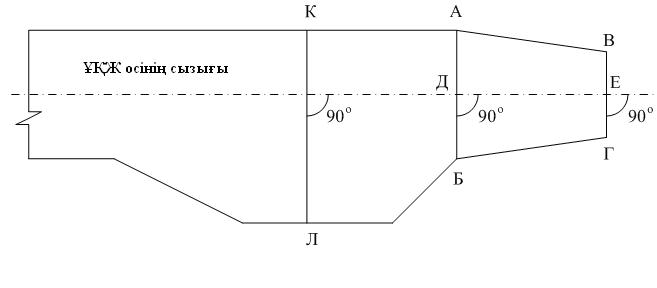 К А
В
ҰҚЖ осінің сызығы
Д Е
90° 90° 90°
Г
Б
Л